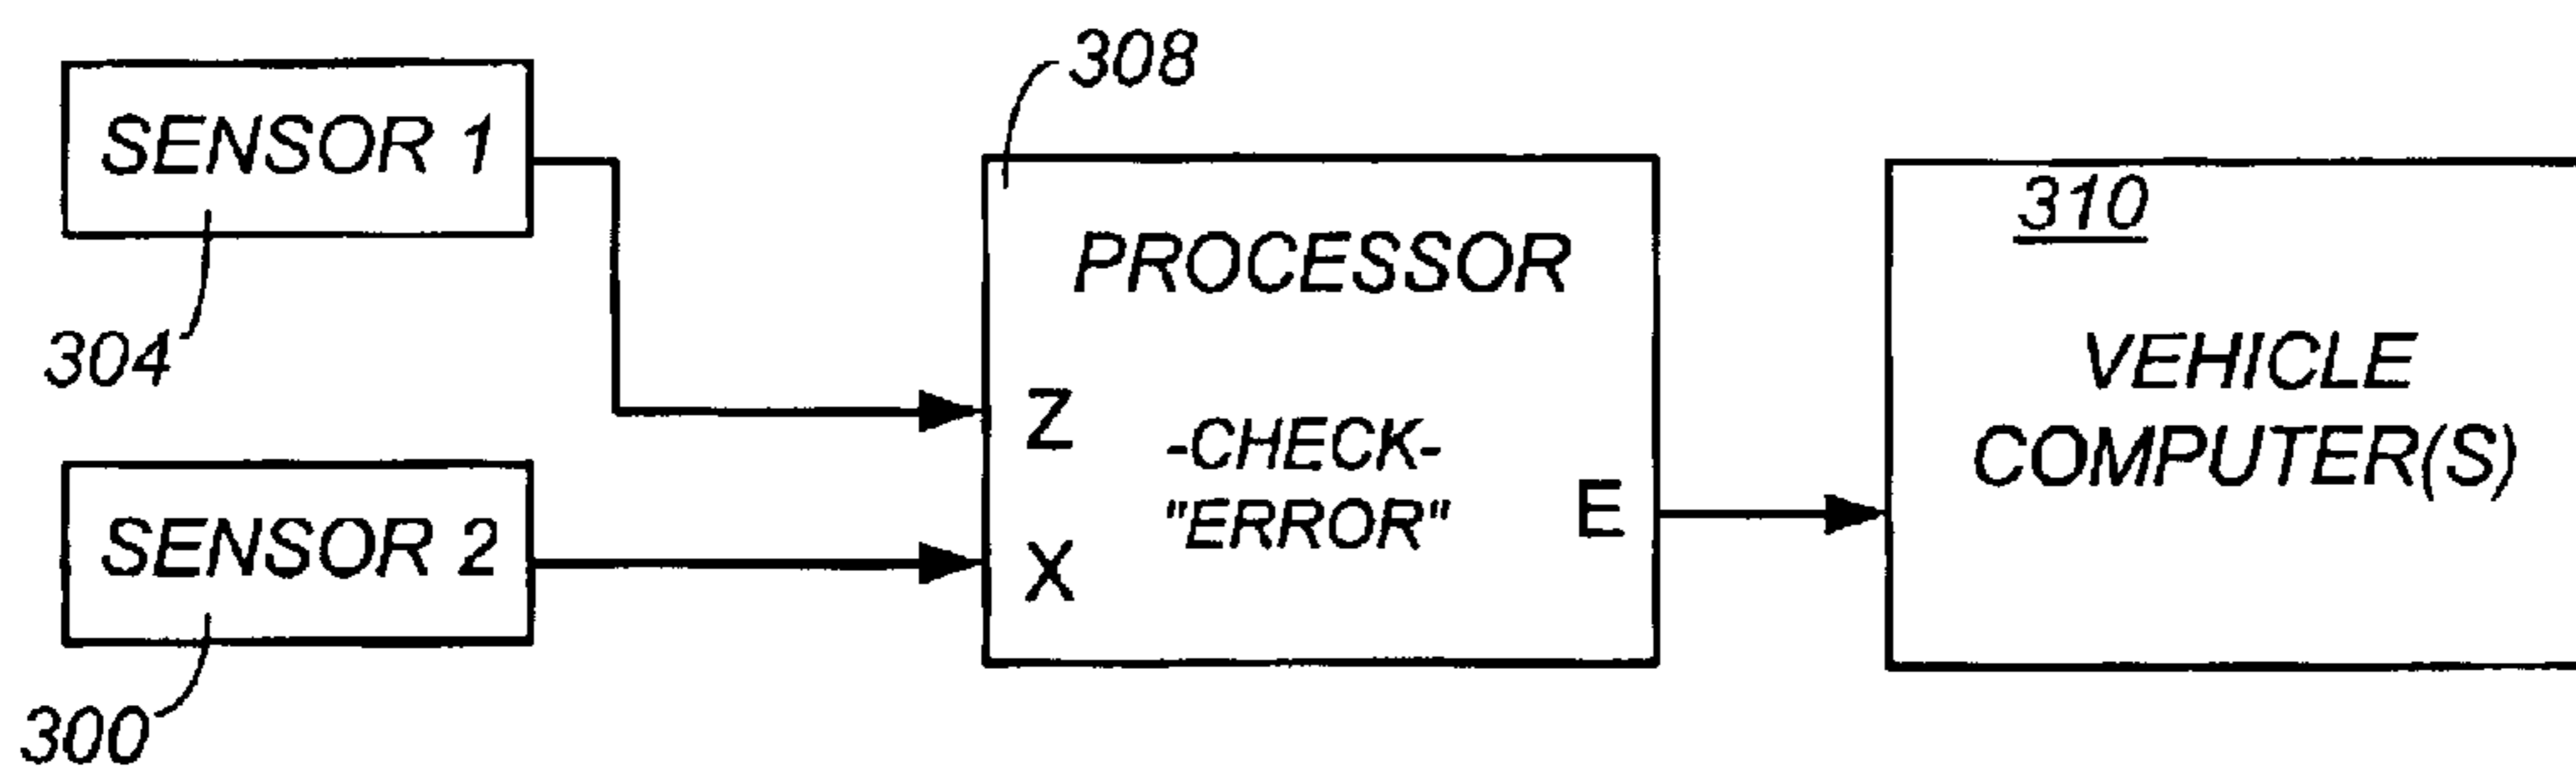 SENSOR 1
304
SENSOR 2
300
308
PROCESSOR
Z
-CHECK-
"ERROR"
X
E
310
VEHICLE
COMPUTER(S)